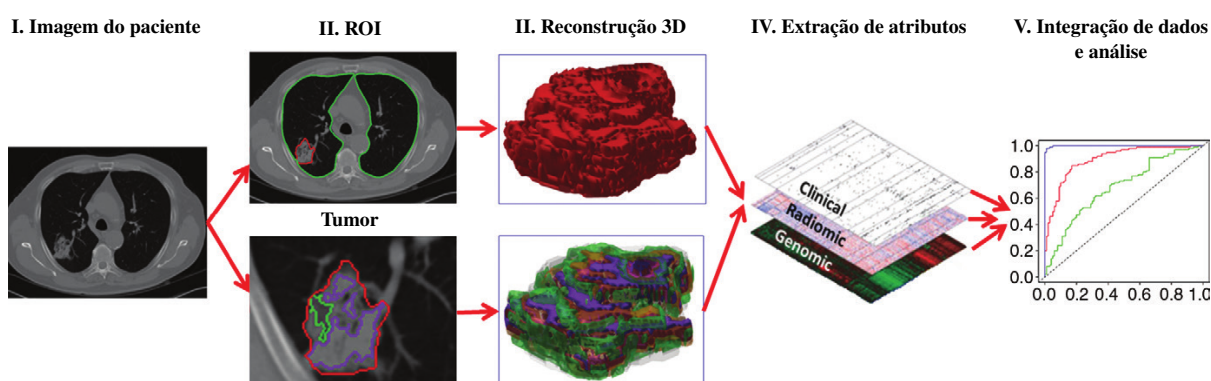 I. Imagem do paciente
II. ROI
II. Reconstrução 3D
IV. Extração de atributos
V. Integração de dados
e análise
Tumor
Clinical
Radiomic
Genomic
1.0
0.8
0.6
0.4
0.2
0.0
0.0 0.2 0.4 0.6 0.8 1.0